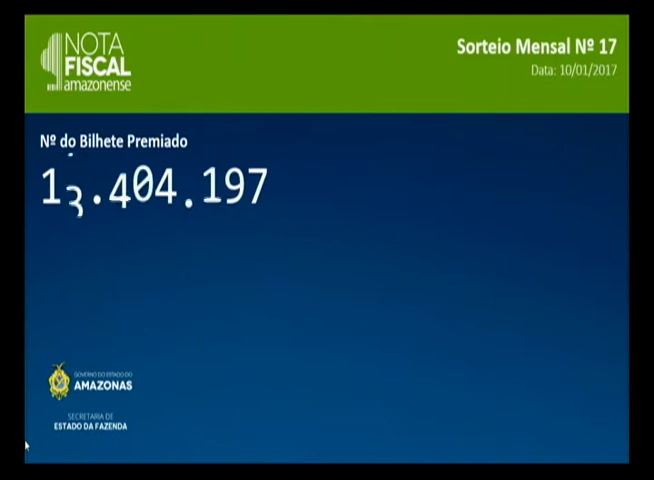 NOTA
FISCAL
amazonense
Sorteio Mensal Nº 17
Data: 10/01/2017
Nº do Bilhete Premiado
13.404.197
GOVERNO DO ESTADO DO
AMAZONAS
SECRETARIA DE
ESTADO DA FAZENDA